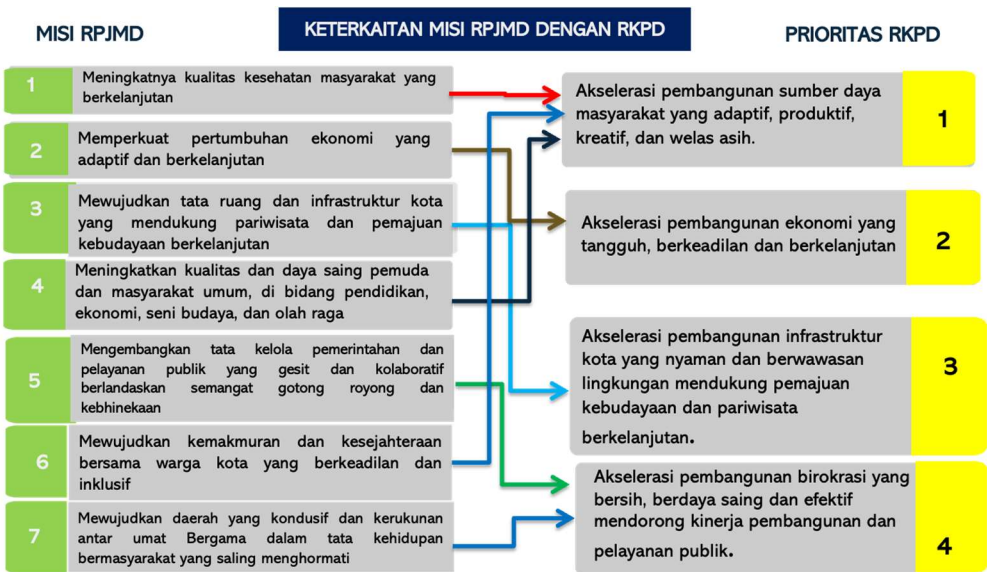 KETERKAITAN MISI RPJMD DENGAN RKPD
MISI RPJMD
PRIORITAS RKPD
1
Meningkatnya kualitas kesehatan masyarakat yang
berkelanjutan
2
Memperkuat pertumbuhan ekonomi yang
adaptif dan berkelanjutan
3
Mewujudkan tata ruang dan infrastruktur kota
yang mendukung pariwisata dan pemajuan
kebudayaan berkelanjutan
4
Meningkatkan kualitas dan daya saing pemuda
dan masyarakat umum, di bidang pendidikan,
ekonomi, seni budaya, dan olah raga
5
Mengembangkan tata kelola pemerintahan dan
pelayanan publik yang gesit dan kolaboratif
berlandaskan semangat gotong royong dan
kebhinekaan
6
Mewujudkan kemakmuran dan kesejahteraan
bersama warga kota yang berkeadilan dan
inklusif
7
Mewujudkan daerah yang kondusif dan kerukunan
antar umat Bergama dalam tata kehidupan
bermasyarakat yang saling menghormati
Akselerasi pembangunan sumber daya
masyarakat yang adaptif, produktif,
kreatif, dan welas asih.
1
Akselerasi pembangunan ekonomi yang
tangguh, berkeadilan dan berkelanjutan
2
Akselerasi pembangunan infrastruktur
kota yang nyaman dan berwawasan
lingkungan mendukung pemajuan
kebudayaan dan pariwisata
berkelanjutan.
3
Akselerasi pembangunan birokrasi yang
bersih, berdaya saing dan efektif
mendorong kinerja pembangunan dan
pelayanan publik.
4